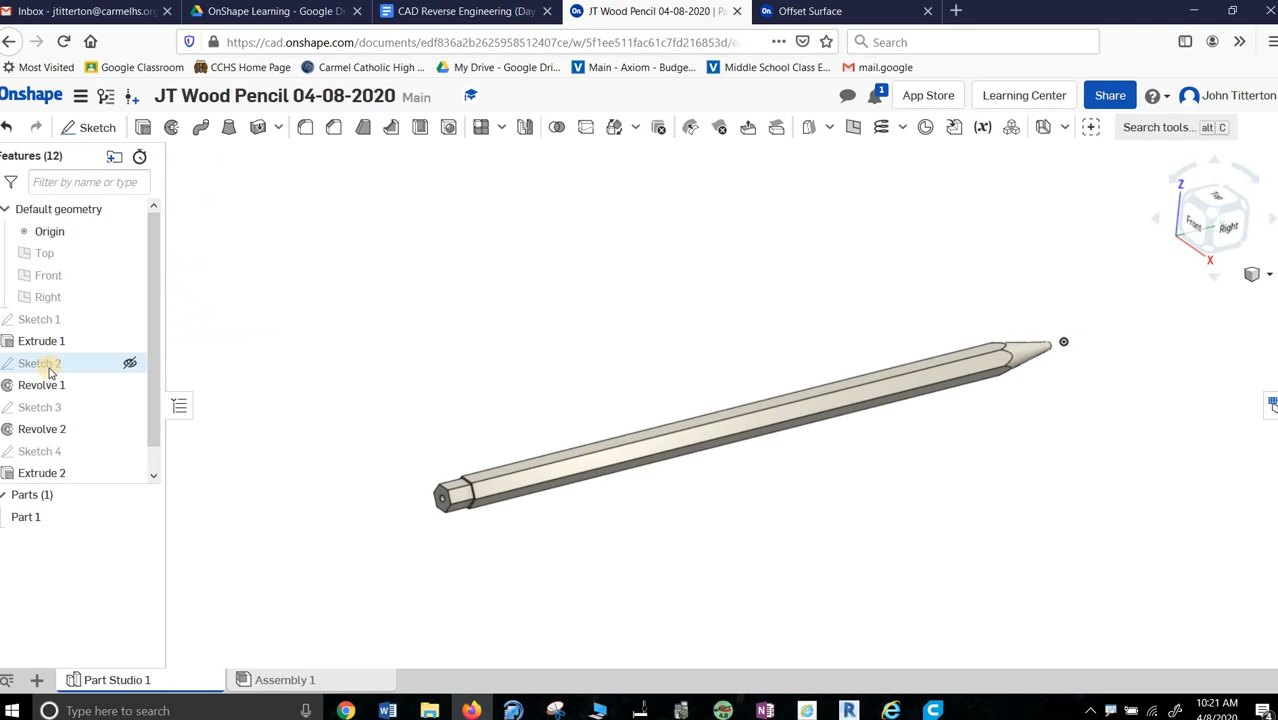 Inbox - jtitterton@carmelhs.org
OnShape Learning - Google Dri
CAD Reverse Engineering (Day
JT Wood Pencil 04-08-2020 | Pa
Offset Surface
https://cad.onshape.com/documents/edf836a2b2625958512407ce/w/5f1ee511fac61c7fd216853d/e
Search
Most Visited
Google Classroom
CCHS Home Page
Carmel Catholic High ...
My Drive - Google Dri...
Main - Axiom - Budge...
Middle School Class E...
mail.google
Onshape
JT Wood Pencil 04-08-2020 Main
1
App Store
Learning Center
Share
John Titterton
Sketch
(x)
Search tools... alt C
Features (12)
Filter by name or type
Default geometry
Origin
Top
Front
Right
Sketch 1
Extrude 1
Sketch 2
Revolve 1
Sketch 3
Revolve 2
Sketch 4
Extrude 2
Parts (1)
Part 1
Z
Top
Front
Right
X
Part Studio 1
Assembly 1
Type here to search
10:21 AM
4/8/2020